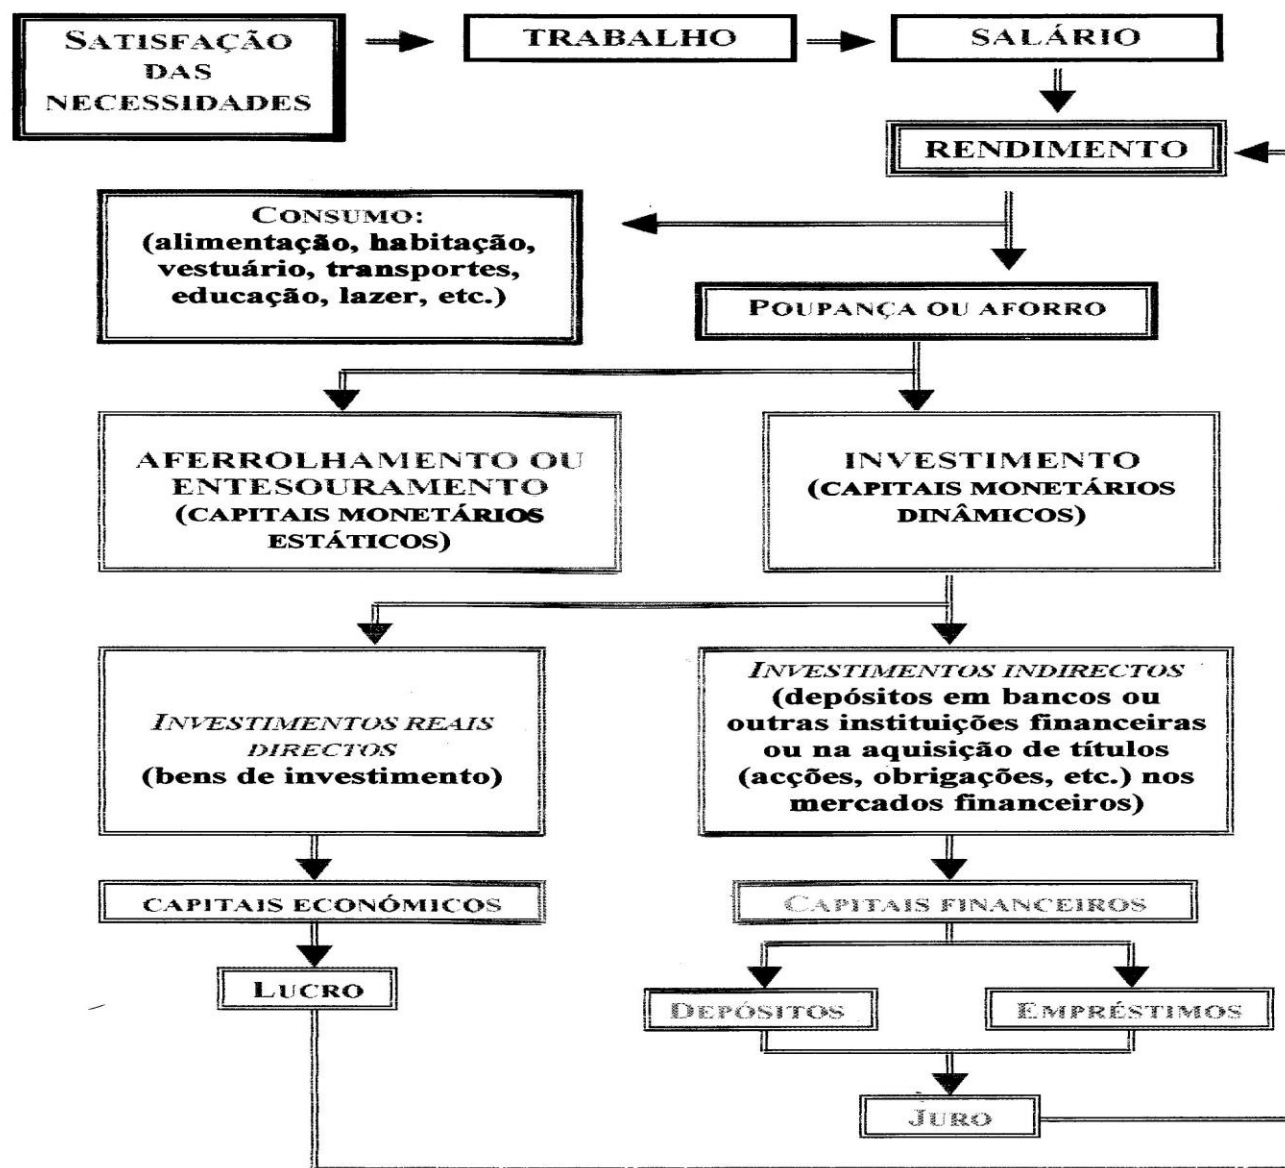 SATISFAÇÃO
DAS
NECESSIDADES
TRABALHO
SALÁRIO
RENDIMENTO
CONSUMO:
(alimentação, habitação,
vestuário, transportes,
educação, lazer, etc.)
POUPANÇA OU AFORRO
AFERROLHAMENTO OU
ENTESOURAMENTO
(CAPITAIS MONETÁRIOS
ESTÁTICOS)
INVESTIMENTO
(CAPITAIS MONETÁRIOS
DINÂMICOS)
INVESTIMENTOS REAIS
DIRECTOS
(bens de investimento)
INVESTIMENTOS INDIRECTOS
(depósitos em bancos ou
outras instituições financeiras
ou na aquisição de títulos
(acções, obrigações, etc.) nos
mercados financeiros)
CAPITAIS ECONÓMICOS
CAPITAIS FINANCEIROS
LUCRO
DEPÓSITOS
EMPRÉSTIMOS
JURO